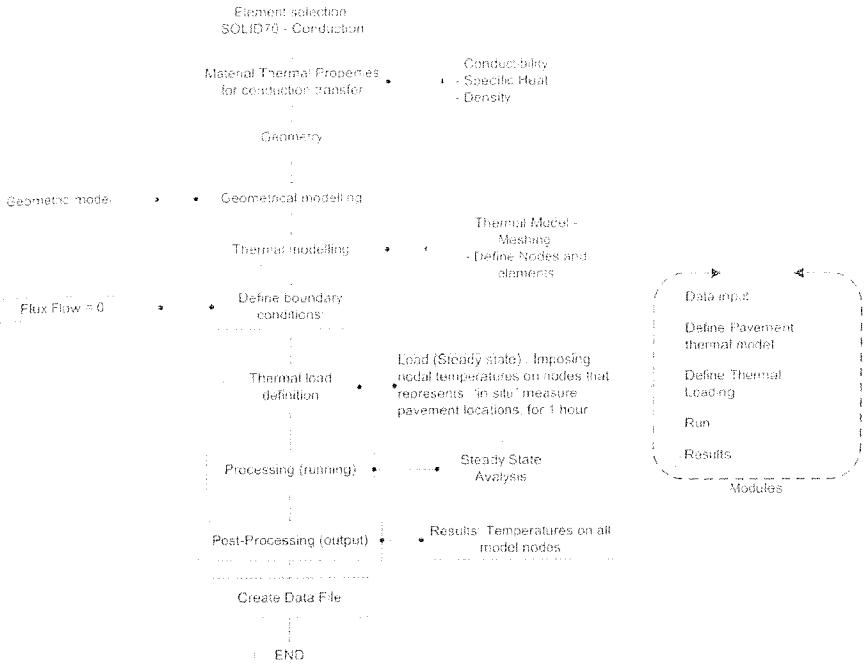 Element selection
SOLID70 - Conduction
Material Thermal Properties
for conduction transfer
Conductibility
- Specific Heat
- Density
Geometry
Geometric model
Geometrical modelling
Thermal modelling
Thermal Model -
Meshing
- Define Nodes and
elements
Flux Flow = 0
Define boundary
conditions
Thermal load
definition
Load (Steady state) . Imposing
nodal temperatures on nodes that
represents "in situ" measure
pavement locations, for 1 hour
Processing (running)
Steady State
Analysis
Post-Processing (output)
Results: Temperatures on all
model nodes
Create Data File
END
Data input
Define Pavement
thermal model
Define Thermal
Loading
Run
Results
Modules